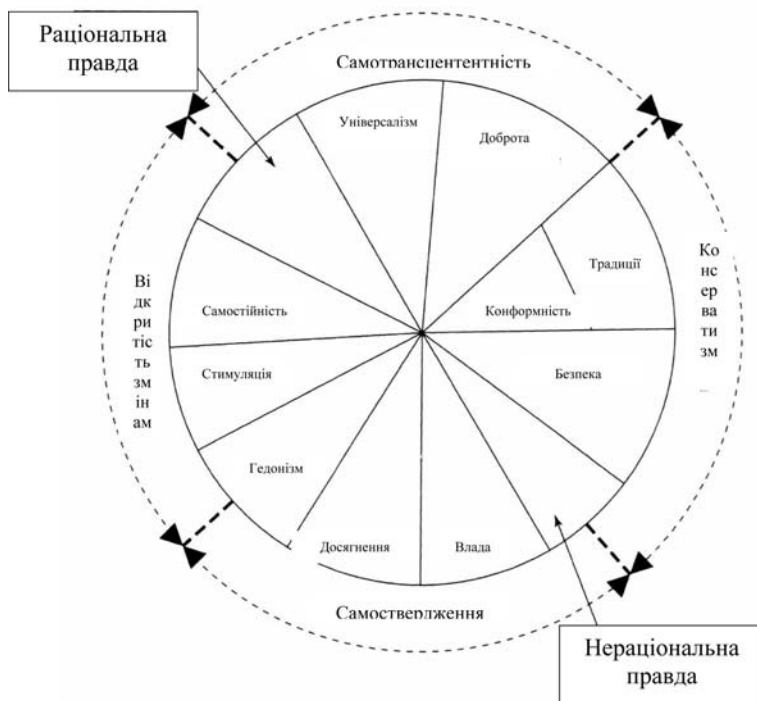 Раціональна
правда
Самотрансцентентність
Універсалізм
Доброта
Традиції
Конформність
Ко
нс
ер
ва
ти
зм
Ві
дк
ри
тіс
ть
зм
ін
ам
Самостійність
Стимуляція
Безпека
Гедонізм
Досягнення
Влада
Самоствердження
Нераціональна
правда